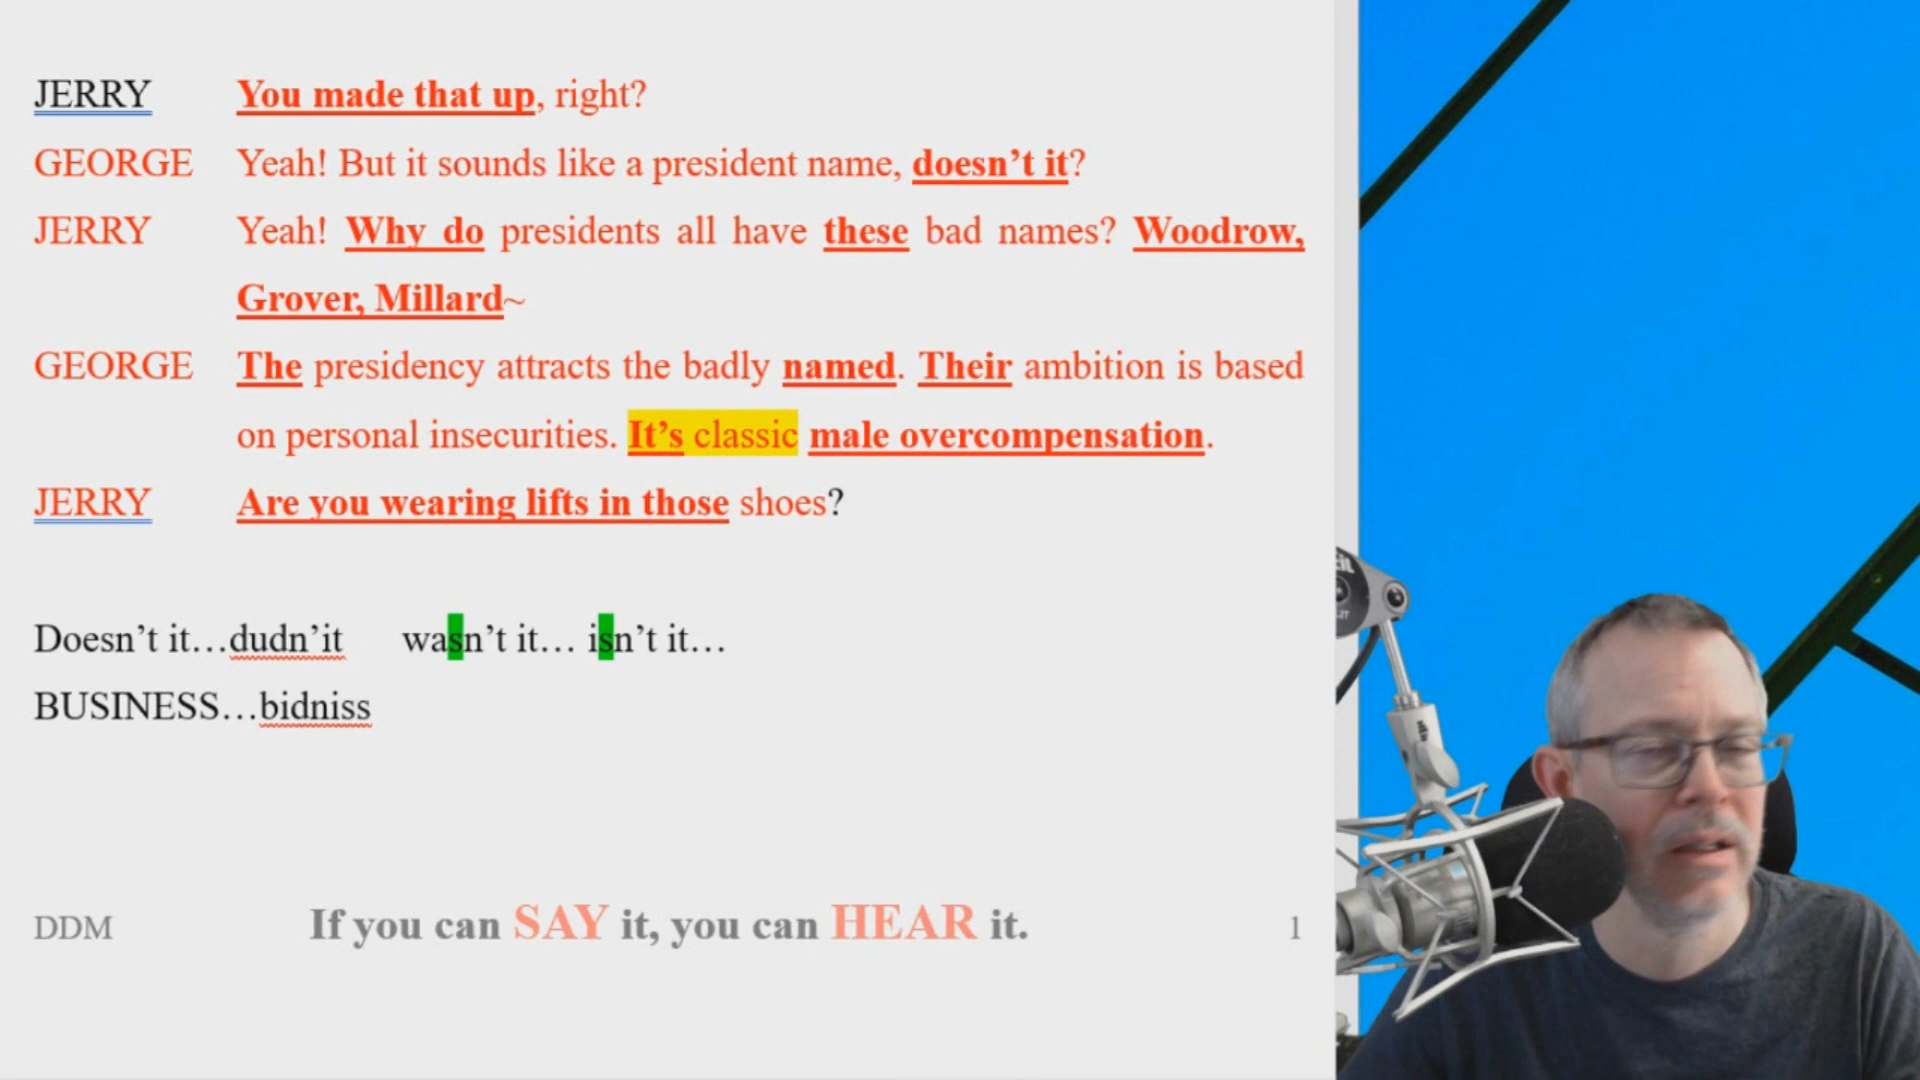 JERRY You made that up, right?
GEORGE Yeah! But it sounds like a president name, doesn’t it?
JERRY Yeah! Why do presidents all have these bad names? Woodrow,
Grover, Millard~
GEORGE The presidency attracts the badly named. Their ambition is based
on personal insecurities. It’s classic male overcompensation.
JERRY Are you wearing lifts in those shoes?
Doesn’t it…dudn’it wasn’t it… isn’t it…
BUSINESS…bidniss
DDM If you can SAY it, you can HEAR it. 1